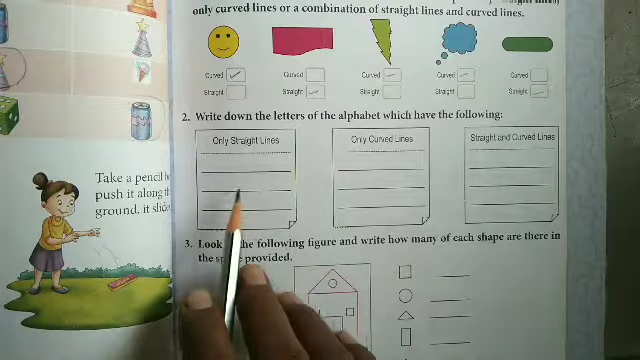 only curved lines or a combination of straight lines and curved lines.
Curved
Curved
Curved
Curved
Curved
Straight
Straight
Straight
Straight
Straight
2. Write down the letters of the alphabet which have the following:
Only Straight Lines
Only Curved Lines
Straight and Curved Lines
Take a pencil
push it along
ground, it
3. Look the following figure and write how many of each shape are there in
the provided.